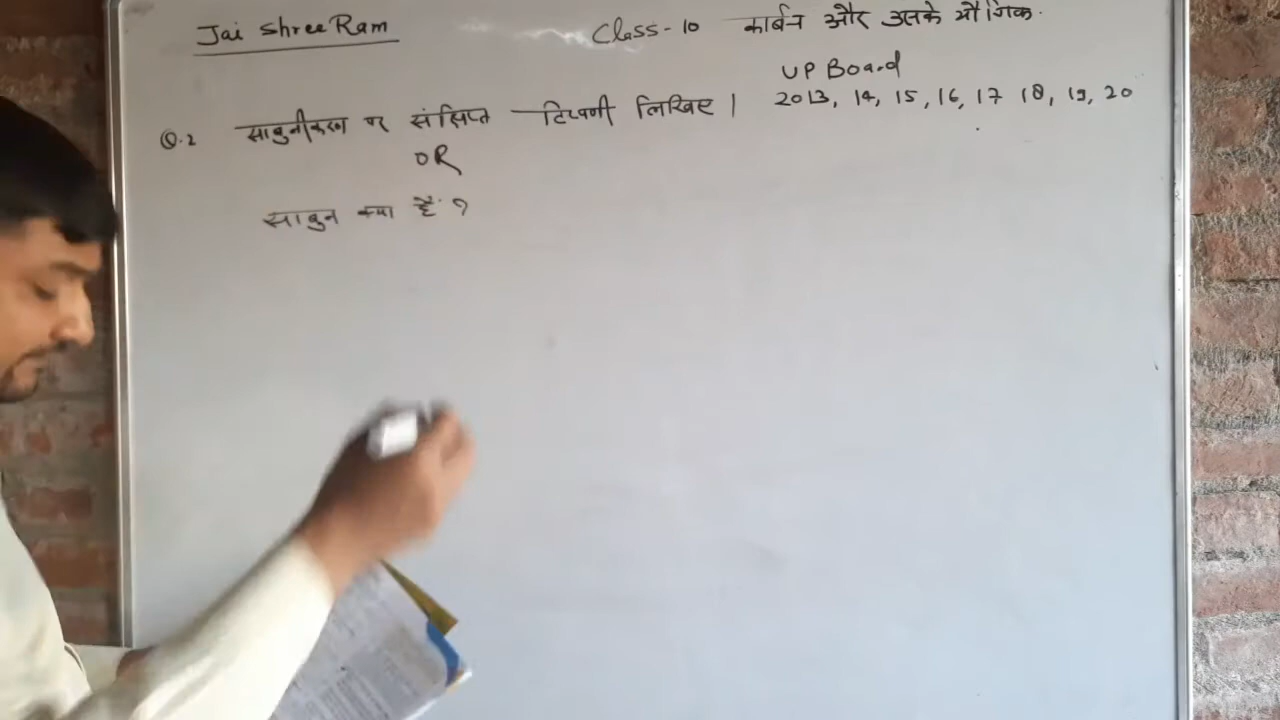 Jai Shree Ram
Class-10 कार्बन और उसके यौगिक.
UP Board
Q.2 साबुनीकरण पर संक्षिप्त टिप्पणी लिखिए | 2013, 14, 15, 16, 17 18, 19, 20
OR
साबुन क्या हैं ?